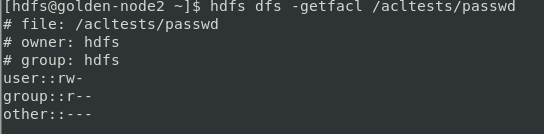 [hdfs@golden-node2 ~]$ hdfs dfs -getfacl /acltests/passwd
# file: /acltests/passwd
# owner: hdfs
# group: hdfs
user::rw-
group::r--
other::---